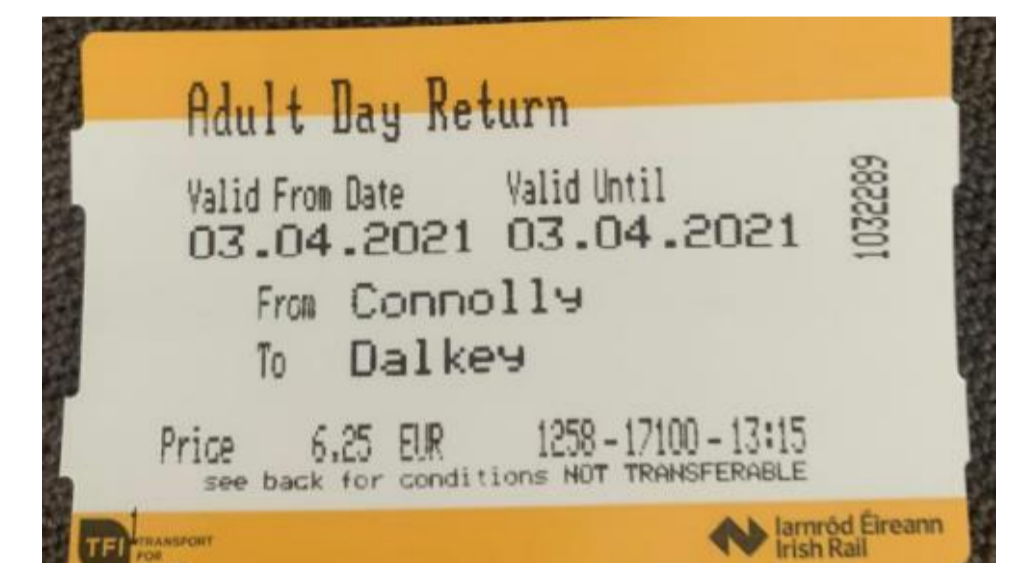 Adult Day Return
Valid From Date Valid Until
03.04.2021 03.04.2021
1032289
From Connolly
To Dalkey
Price 6.25 EUR 1258-17100-13:15
see back for conditions NOT TRANSFERABLE
TFI TRANSPORT
FOR
Iarnród Éireann
Irish Rail